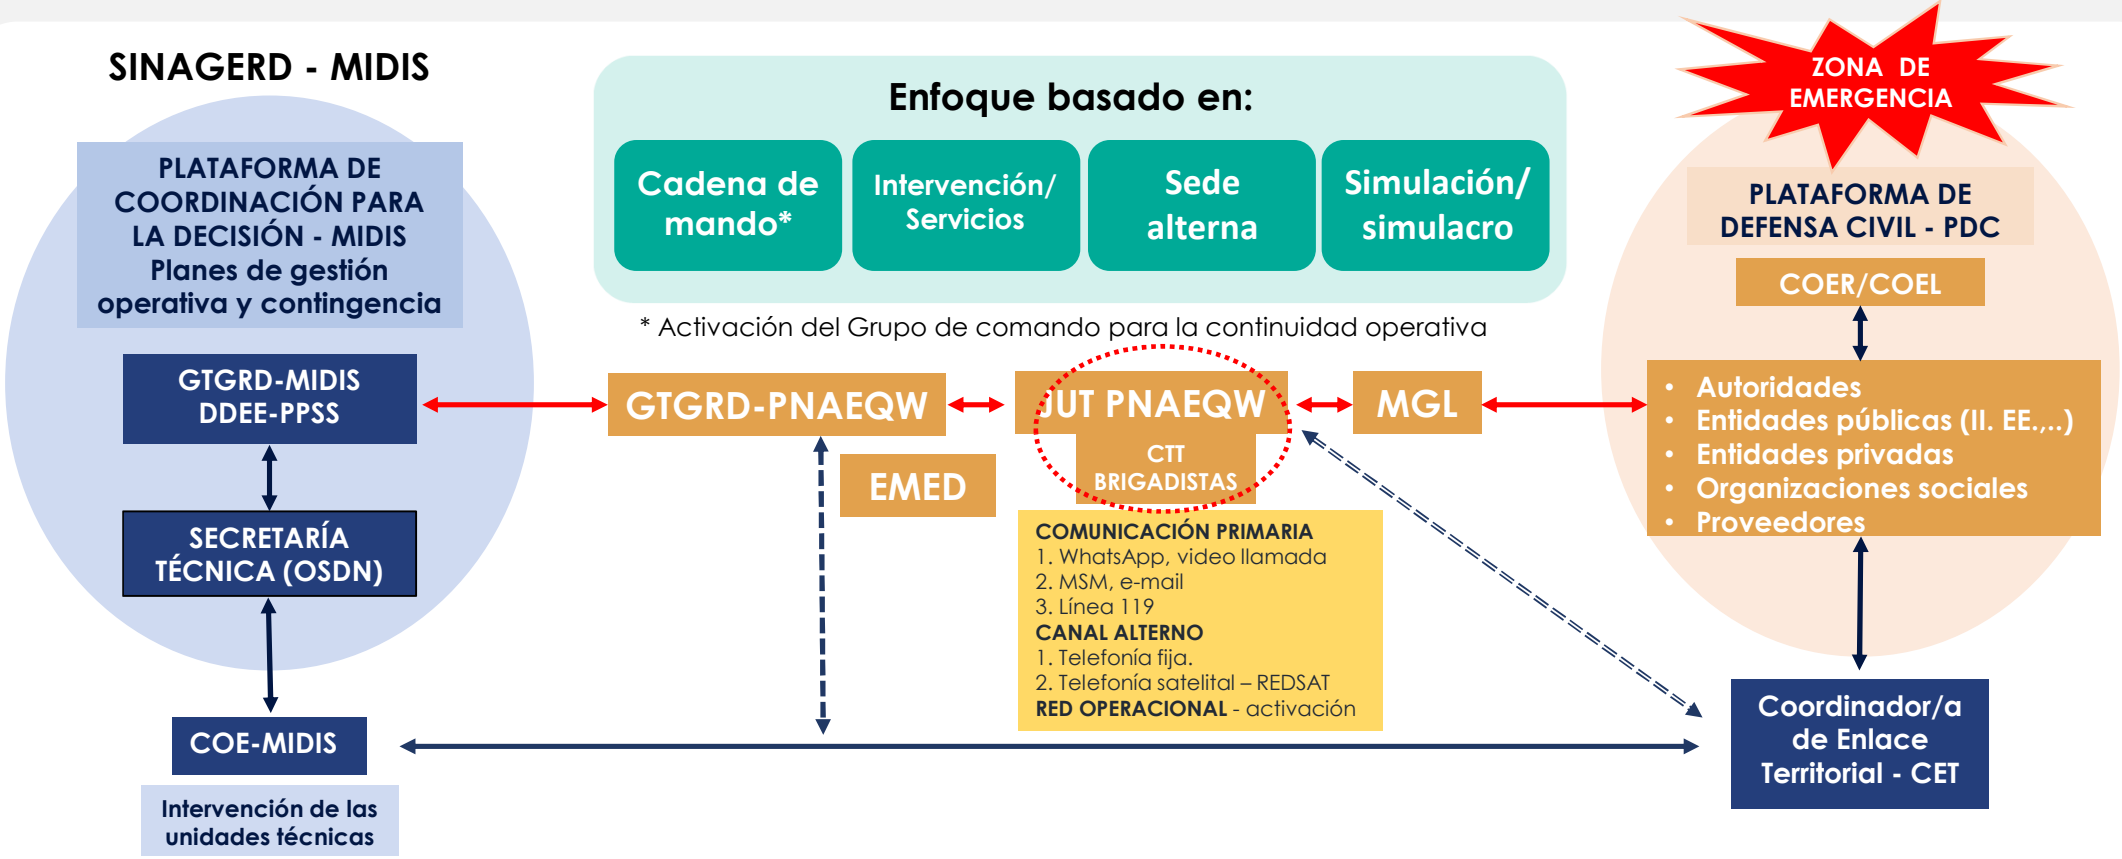 SINAGERD - MIDIS
PLATAFORMA DE
COORDINACIÓN PARA
LA DECISIÓN - MIDIS
Planes de gestión
operativa y contingencia
GTGRD-MIDIS
DDEE-PPSS
SECRETARÍA
TÉCNICA (OSDN)
COE-MIDIS
Intervención de las
unidades técnicas
Enfoque basado en:
Cadena de
mando*
Intervención/
Servicios
Sede
alterna
Simulación/
simulacro
* Activación del Grupo de comando para la continuidad operativa
GTGRD-PNAEQW
EMED
JUT PNAEQW
CTT
BRIGADISTAS
MGL
COMUNICACIÓN PRIMARIA
1. WhatsApp, video llamada
2. MSM, e-mail
3. Línea 119
CANAL ALTERNO
1. Telefonía fija.
2. Telefonía satelital – REDSAT
RED OPERACIONAL - activación
ZONA DE
EMERGENCIA
PLATAFORMA DE
DEFENSA CIVIL - PDC
COER/COEL
• Autoridades
• Entidades públicas (II. EE.,..)
• Entidades privadas
• Organizaciones sociales
• Proveedores
Coordinador/a
de Enlace
Territorial - CET